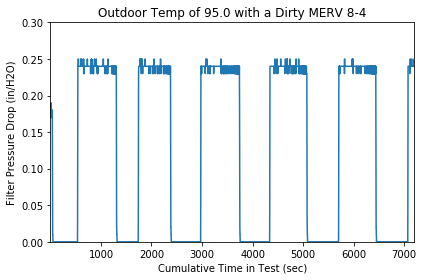 Outdoor Temp of 95.0 with a Dirty MERV 8-4
Filter Pressure Drop (in/H2O)
0.30
0.25
0.20
0.15
0.10
0.05
0.00
1000 2000 3000 4000 5000 6000 7000
Cumulative Time in Test (sec)